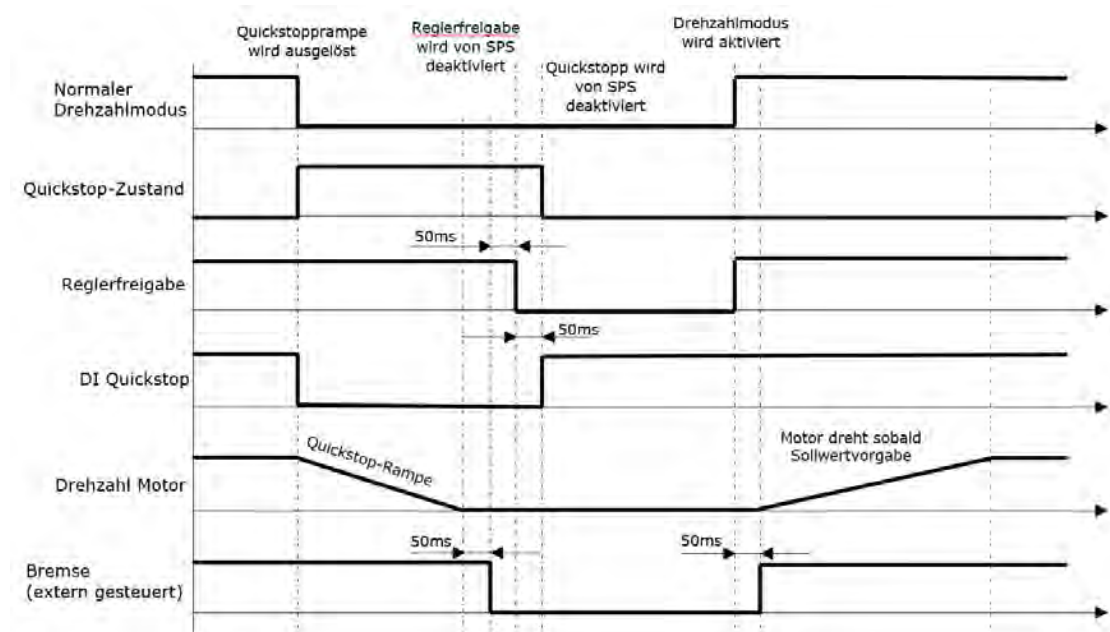 Quickstopprampe
wird ausgelöst
Reglerfreigabe
wird von SPS
deaktiviert
Quickstopp wird
von SPS
deaktiviert
Drehzahlmodus
wird aktiviert
Normaler
Drehzahlmodus
Quickstop-Zustand
50ms
Reglerfreigabe
50ms
DI Quickstop
Quickstop-Rampe
Motor dreht sobald
Sollwertvorgabe
Drehzahl Motor
50ms
50ms
Bremse
(extern gesteuert)